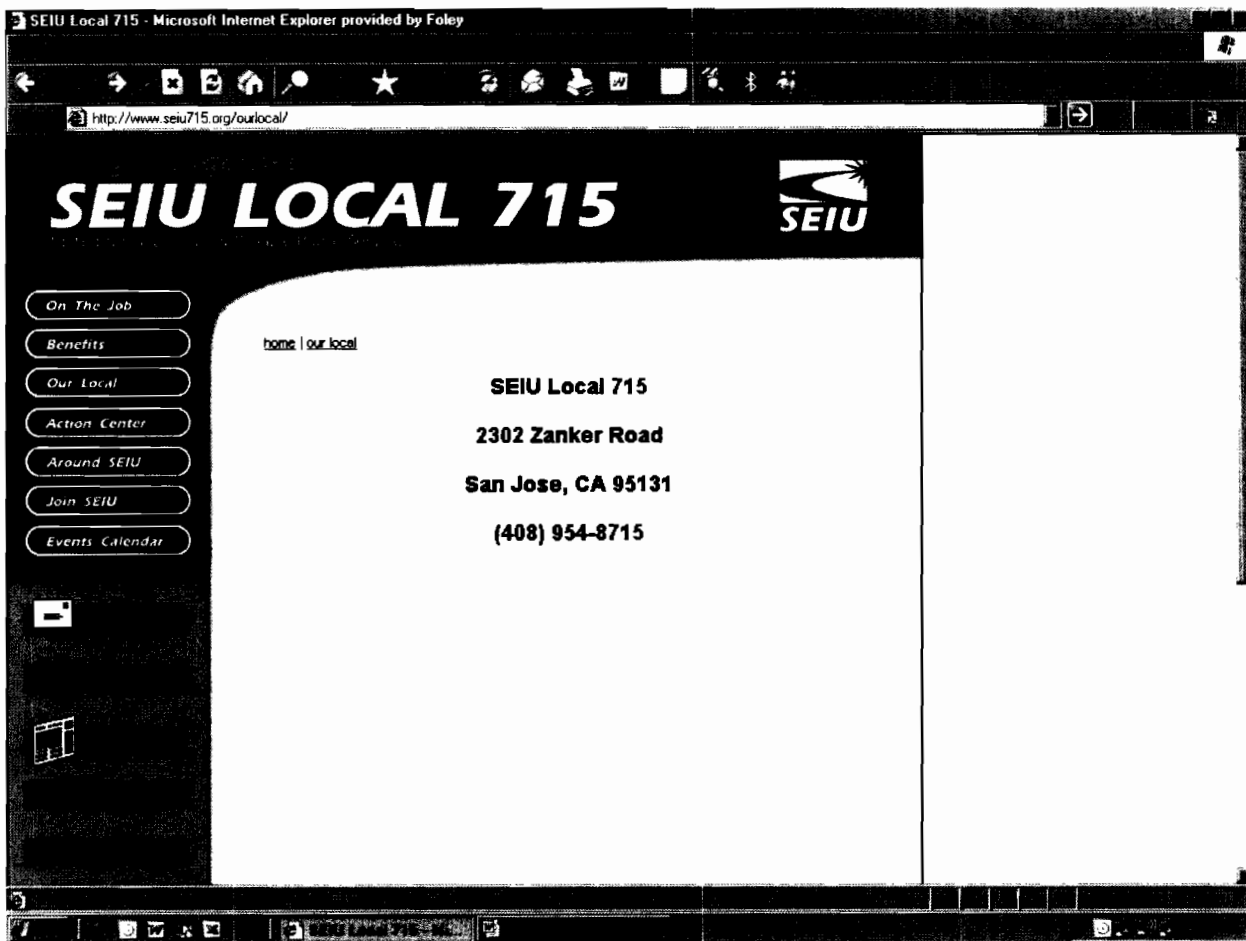 SEIU Local 715 - Microsoft Internet Explorer provided by Foley
http://www.seiu715.org/ourlocal/
SEIU LOCAL 715
SEIU
On The Job
Benefits
Our Local
Action Center
Around SEIU
Join SEIU
Events Calendar
home | our local
SEIU Local 715
2302 Zanker Road
San Jose, CA 95131
(408) 954-8715